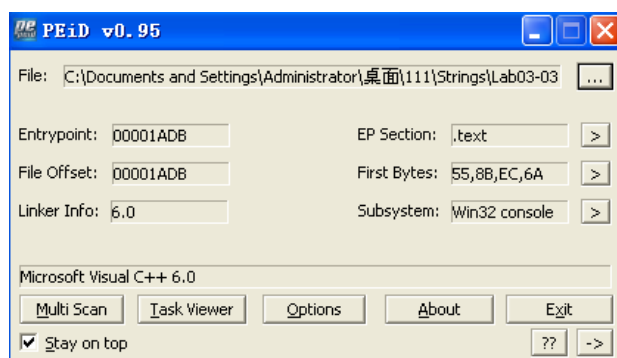 PEiD v0.95
File: C:\Documents and Settings\Administrator\桌面\111\Strings\Lab03-03 ...
Entrypoint: 00001ADB EP Section: .text >
File Offset: 00001ADB First Bytes: 55,8B,EC,6A >
Linker Info: 6.0 Subsystem: Win32 console >
Microsoft Visual C++ 6.0
Multi Scan Task Viewer Options About Exit
Stay on top ?? ->